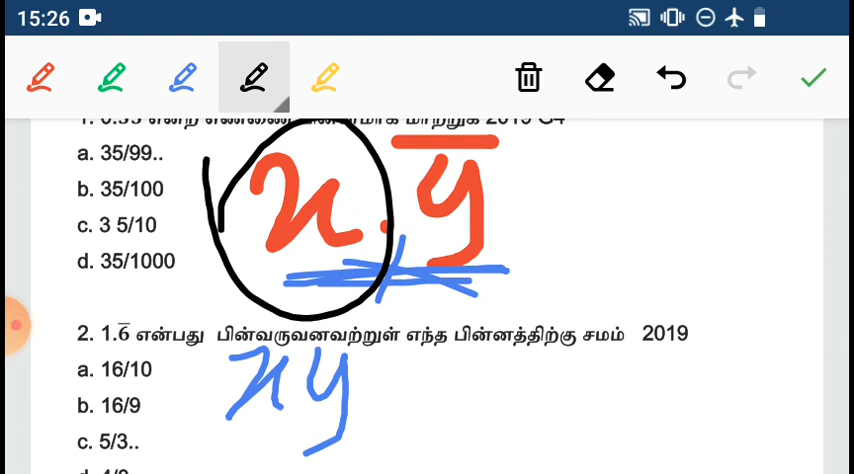 15:26
1. 0.35 என்ற எண்ணை மாற்றுக 2019 G4
a. 35/99..
b. 35/100
c. 3 5/10
d. 35/1000
x.y̅
2. 1.6̅ என்பது பின்வருவனவற்றுள் எந்த பின்னத்திற்கு சமம் 2019
a. 16/10
xy
b. 16/9
c. 5/3..